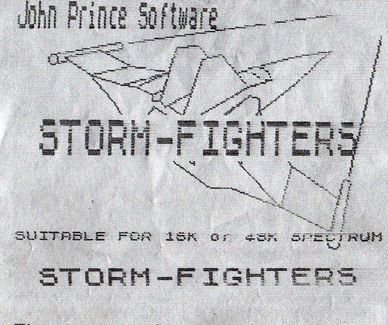 John Prince Software
STORM-FIGHTERS
SUITABLE FOR 16K or 48K SPECTRUM
STORM-FIGHTERS